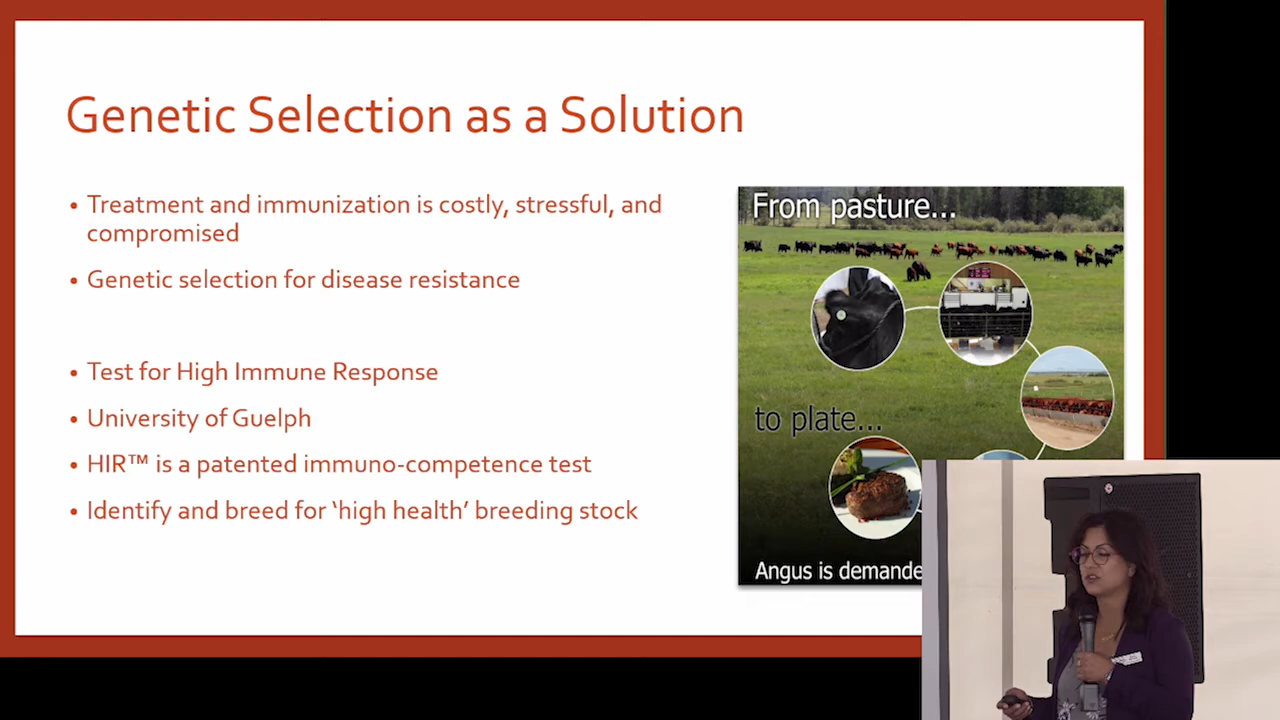 Genetic Selection as a Solution
• Treatment and immunization is costly, stressful, and
compromised
• Genetic selection for disease resistance
• Test for High Immune Response
• University of Guelph
• HIR™ is a patented immuno-competence test
• Identify and breed for ‘high health’ breeding stock
From pasture...
to plate...
Angus is demande